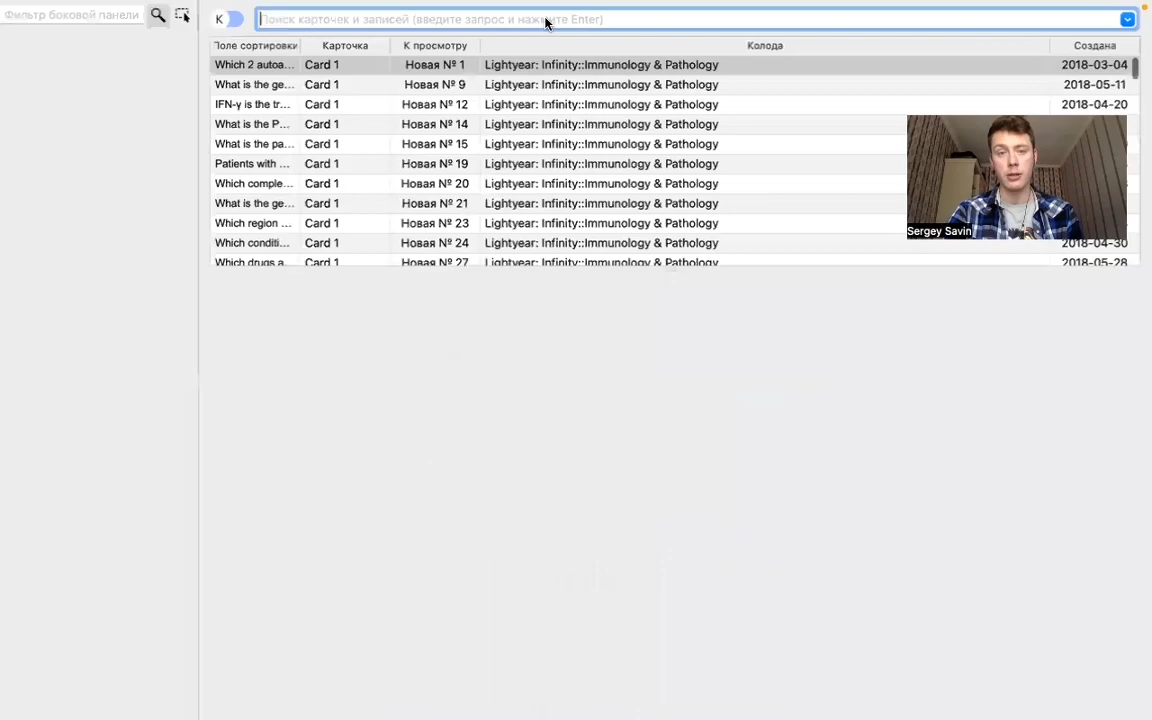 Фильтр боковой панели
К
Поиск карточек и записей (введите запрос и нажмите Enter)
Поле сортировки Карточка К просмотру Колода Создана
Which 2 autoa... Card 1 Новая № 1 Lightyear: Infinity::Immunology & Pathology 2018-03-04
What is the ge... Card 1 Новая № 9 Lightyear: Infinity::Immunology & Pathology 2018-05-11
IFN-γ is the tr... Card 1 Новая № 12 Lightyear: Infinity::Immunology & Pathology 2018-04-20
What is the P... Card 1 Новая № 14 Lightyear: Infinity::Immunology & Pathology
What is the pa... Card 1 Новая № 15 Lightyear: Infinity::Immunology & Pathology
Patients with ... Card 1 Новая № 19 Lightyear: Infinity::Immunology & Pathology
Which comple... Card 1 Новая № 20 Lightyear: Infinity::Immunology & Pathology
What is the ge... Card 1 Новая № 21 Lightyear: Infinity::Immunology & Pathology
Which region ... Card 1 Новая № 23 Lightyear: Infinity::Immunology & Pathology
Sergey Savin
Which conditi... Card 1 Новая № 24 Lightyear: Infinity::Immunology & Pathology 2018-04-30
Which drugs a... Card 1 Новая № 27 Lightyear: Infinity::Immunology & Pathology 2018-05-28